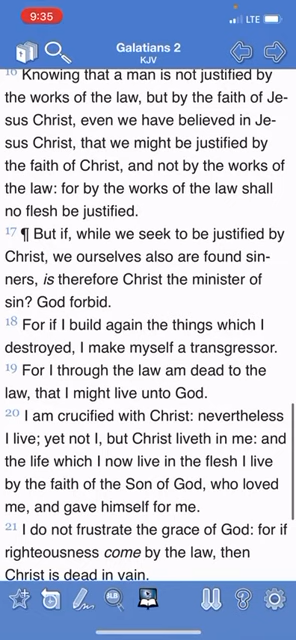 9:35
LTE
Galatians 2
KJV
16 Knowing that a man is not justified by
the works of the law, but by the faith of Je-
sus Christ, even we have believed in Je-
sus Christ, that we might be justified by
the faith of Christ, and not by the works of
the law: for by the works of the law shall
no flesh be justified.
17 ¶ But if, while we seek to be justified by
Christ, we ourselves also are found sin-
ners, is therefore Christ the minister of
sin? God forbid.
18 For if I build again the things which I
destroyed, I make myself a transgressor.
19 For I through the law am dead to the
law, that I might live unto God.
20 I am crucified with Christ: nevertheless
I live; yet not I, but Christ liveth in me: and
the life which I now live in the flesh I live
by the faith of the Son of God, who loved
me, and gave himself for me.
21 I do not frustrate the grace of God: for if
righteousness come by the law, then
Christ is dead in vain.